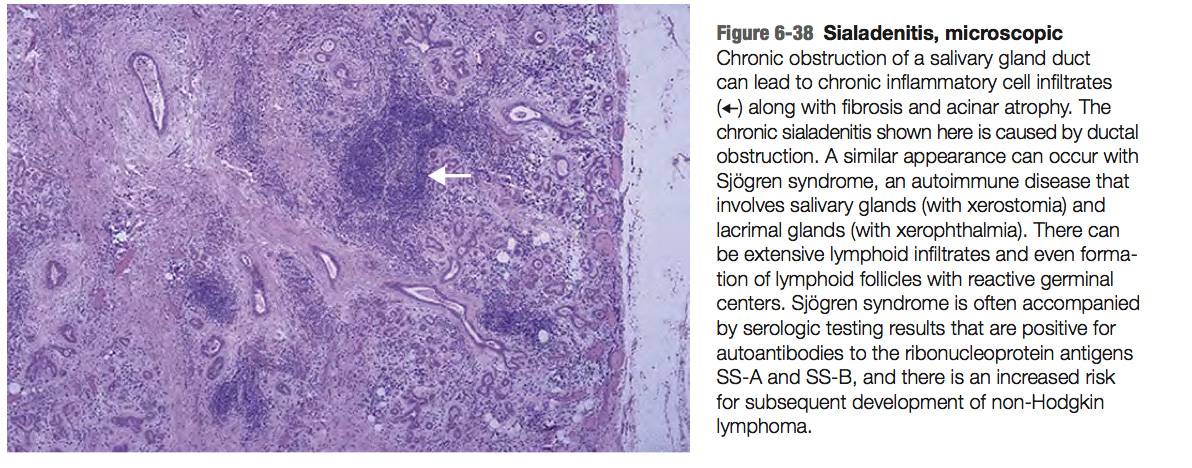 Figure 6-38 Sialadenitis, microscopic
Chronic obstruction of a salivary gland duct
can lead to chronic inflammatory cell infiltrates
(←) along with fibrosis and acinar atrophy. The
chronic sialadenitis shown here is caused by ductal
obstruction. A similar appearance can occur with
Sjögren syndrome, an autoimmune disease that
involves salivary glands (with xerostomia) and
lacrimal glands (with xerophthalmia). There can
be extensive lymphoid infiltrates and even forma-
tion of lymphoid follicles with reactive germinal
centers. Sjögren syndrome is often accompanied
by serologic testing results that are positive for
autoantibodies to the ribonucleoprotein antigens
SS-A and SS-B, and there is an increased risk
for subsequent development of non-Hodgkin
lymphoma.